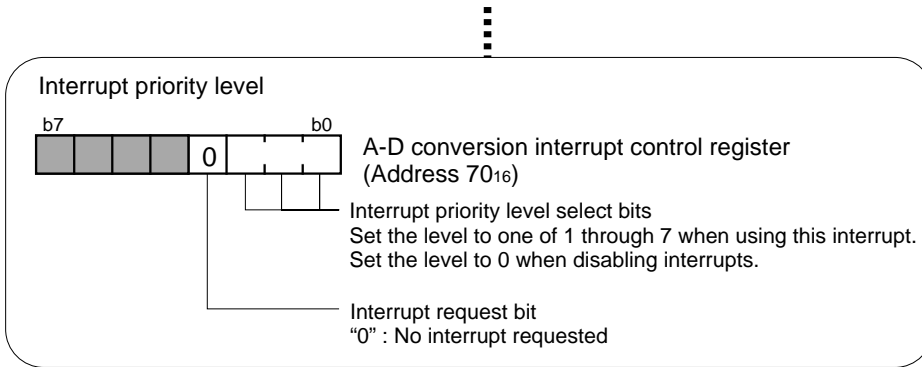 Interrupt priority level
b7 b0
0
A-D conversion interrupt control register
(Address 7016)
Interrupt priority level select bits
Set the level to one of 1 through 7 when using this interrupt.
Set the level to 0 when disabling interrupts.
Interrupt request bit
“0” : No interrupt requested